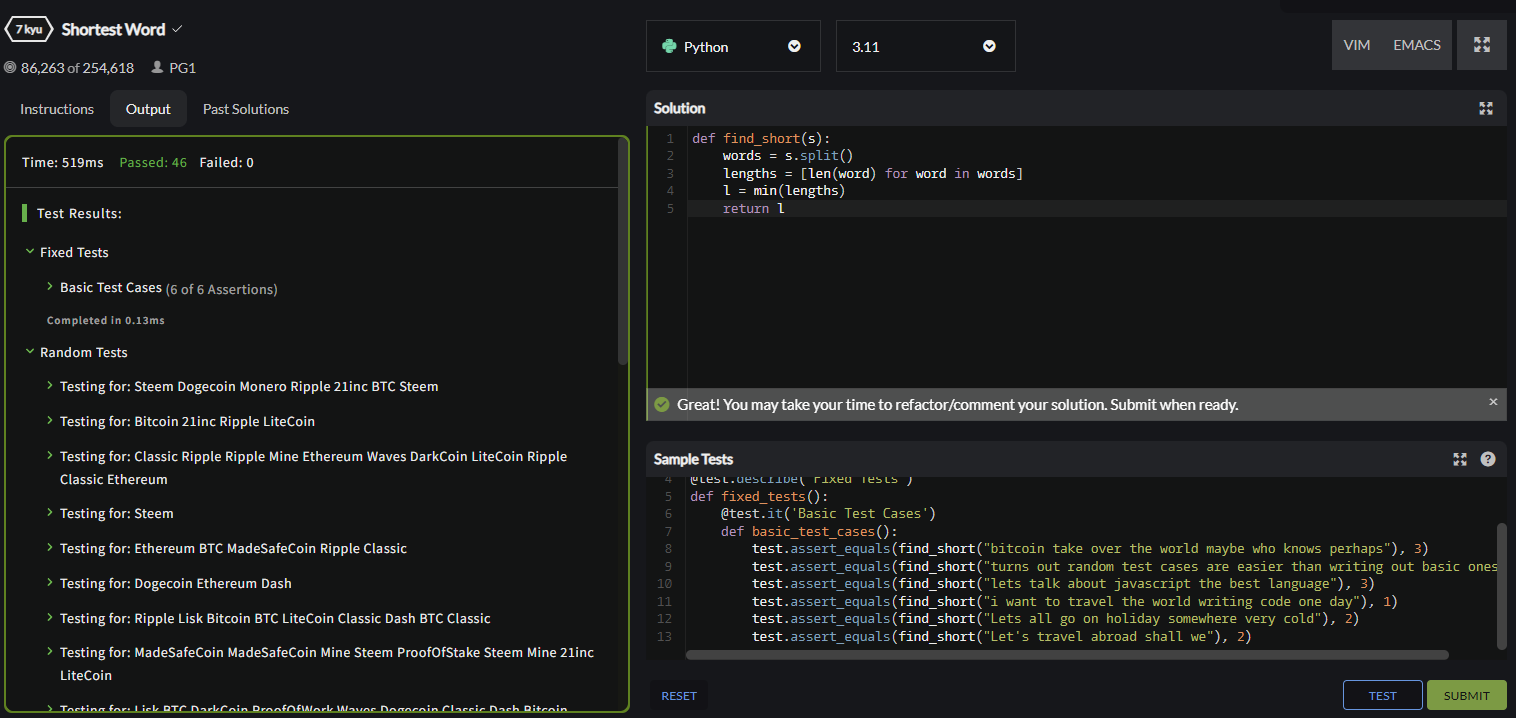 7 kyu Shortest Word
86,263 of 254,618 PG1
Instructions Output Past Solutions
Time: 519ms Passed: 46 Failed: 0
Test Results:
Fixed Tests
Basic Test Cases (6 of 6 Assertions)
Completed in 0.13ms
Random Tests
Testing for: Steem Dogecoin Monero Ripple 21inc BTC Steem
Testing for: Bitcoin 21inc Ripple LiteCoin
Testing for: Classic Ripple Ripple Mine Ethereum Waves DarkCoin LiteCoin Ripple
Classic Ethereum
Testing for: Steem
Testing for: Ethereum BTC MadeSafeCoin Ripple Classic
Testing for: Dogecoin Ethereum Dash
Testing for: Ripple Lisk Bitcoin BTC LiteCoin Classic Dash BTC Classic
Testing for: MadeSafeCoin MadeSafeCoin Mine Steem ProofOfStake Steem Mine 21inc
LiteCoin
Testing for: Lisk BTC DarkCoin ProofOfWork Waves Dogecoin Classic Dash Bitcoin
Python 3.11 VIM EMACS
Solution
1 def find_short(s):
2     words = s.split()
3     lengths = [len(word) for word in words]
4     l = min(lengths)
5     return l
Great! You may take your time to refactor/comment your solution. Submit when ready.
Sample Tests
4 @test.describe('Fixed Tests')
5 def fixed_tests():
6     @test.it('Basic Test Cases')
7     def basic_test_cases():
8         test.assert_equals(find_short("bitcoin take over the world maybe who knows perhaps"), 3)
9         test.assert_equals(find_short("turns out random test cases are easier than writing out basic ones
10         test.assert_equals(find_short("lets talk about javascript the best language"), 3)
11         test.assert_equals(find_short("i want to travel the world writing code one day"), 1)
12         test.assert_equals(find_short("Lets all go on holiday somewhere very cold"), 2)
13         test.assert_equals(find_short("Let's travel abroad shall we"), 2)
RESET TEST SUBMIT